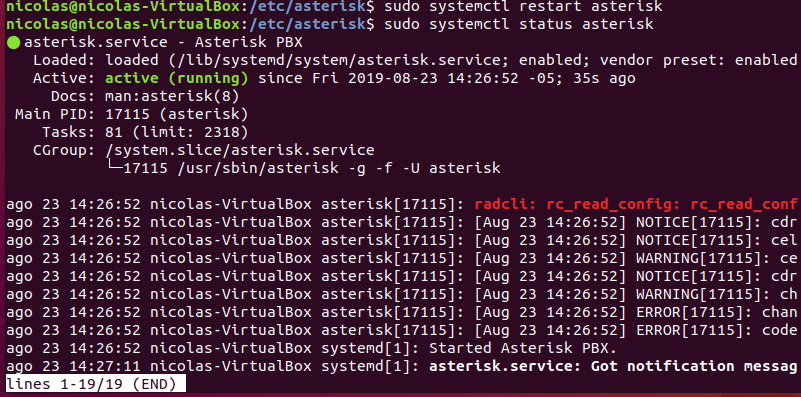 nicolas@nicolas-VirtualBox:/etc/asterisk$ sudo systemctl restart asterisk
nicolas@nicolas-VirtualBox:/etc/asterisk$ sudo systemctl status asterisk
● asterisk.service - Asterisk PBX
   Loaded: loaded (/lib/systemd/system/asterisk.service; enabled; vendor preset: enabled
   Active: active (running) since Fri 2019-08-23 14:26:52 -05; 35s ago
     Docs: man:asterisk(8)
 Main PID: 17115 (asterisk)
    Tasks: 81 (limit: 2318)
   CGroup: /system.slice/asterisk.service
           └─17115 /usr/sbin/asterisk -g -f -U asterisk
ago 23 14:26:52 nicolas-VirtualBox asterisk[17115]: radcli: rc_read_config: rc_read_conf
ago 23 14:26:52 nicolas-VirtualBox asterisk[17115]: [Aug 23 14:26:52] NOTICE[17115]: cdr
ago 23 14:26:52 nicolas-VirtualBox asterisk[17115]: [Aug 23 14:26:52] NOTICE[17115]: cel
ago 23 14:26:52 nicolas-VirtualBox asterisk[17115]: [Aug 23 14:26:52] WARNING[17115]: ce
ago 23 14:26:52 nicolas-VirtualBox asterisk[17115]: [Aug 23 14:26:52] NOTICE[17115]: cdr
ago 23 14:26:52 nicolas-VirtualBox asterisk[17115]: [Aug 23 14:26:52] WARNING[17115]: ch
ago 23 14:26:52 nicolas-VirtualBox asterisk[17115]: [Aug 23 14:26:52] ERROR[17115]: chan
ago 23 14:26:52 nicolas-VirtualBox asterisk[17115]: [Aug 23 14:26:52] ERROR[17115]: code
ago 23 14:26:52 nicolas-VirtualBox systemd[1]: Started Asterisk PBX.
ago 23 14:27:11 nicolas-VirtualBox systemd[1]: asterisk.service: Got notification messag
lines 1-19/19 (END)